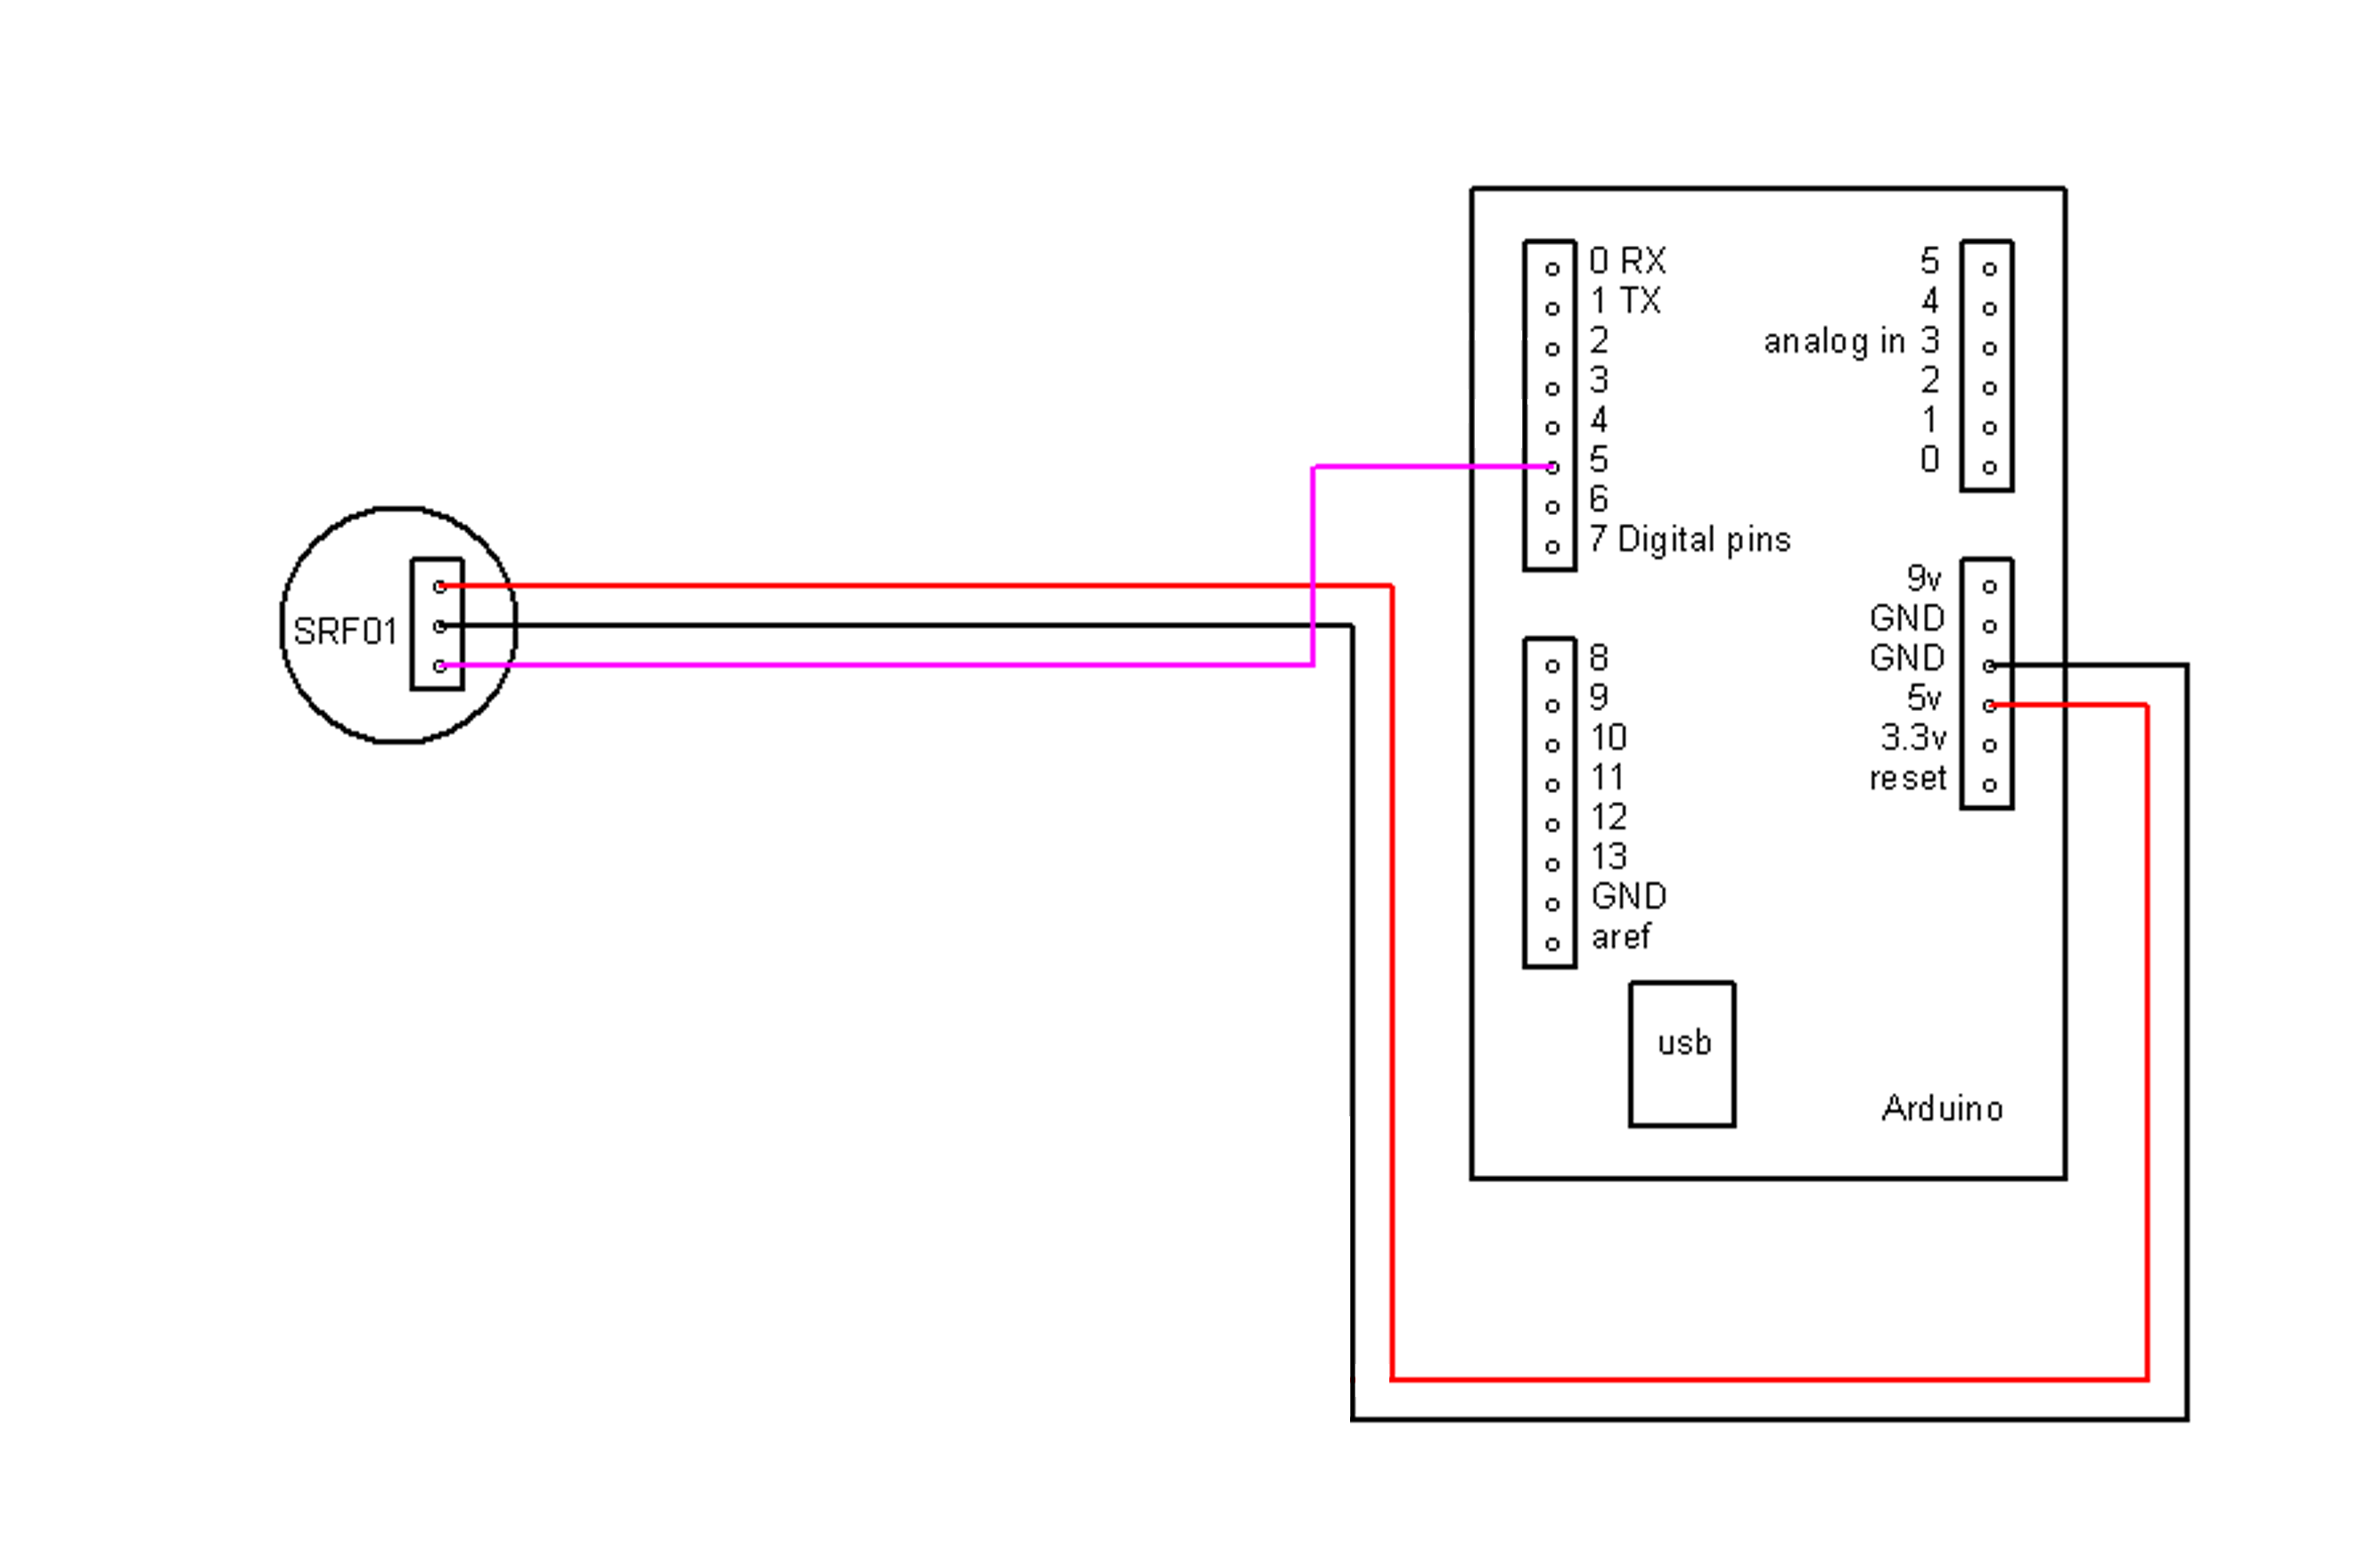 0 RX
1 TX
2
3
4
5
6
7 Digital pins
5
4
analog in 3
2
1
0
SRF01
9v
GND
GND
5v
3.3v
reset
8
9
10
11
12
13
GND
aref
usb
Arduino